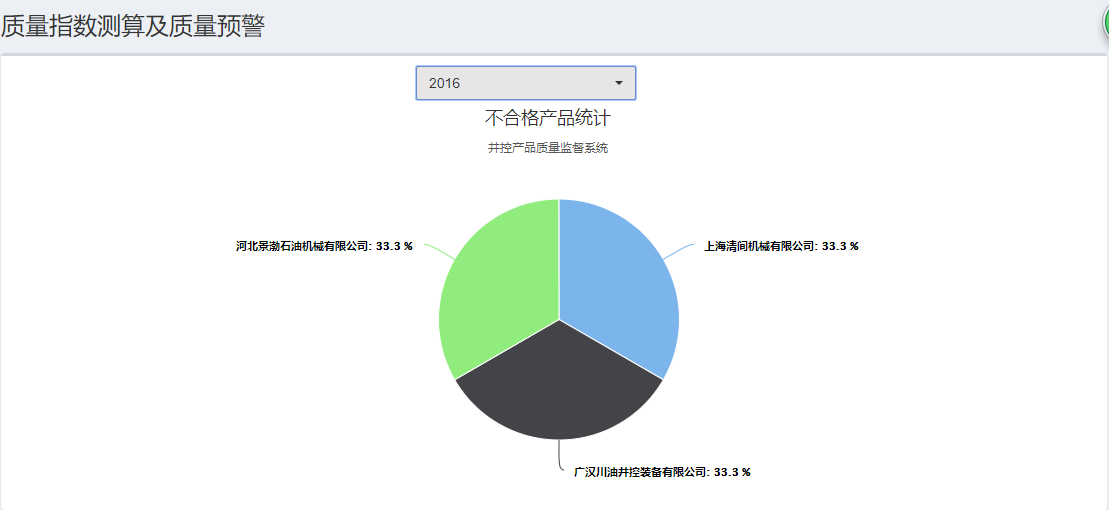 质量指数测算及质量预警
2016
不合格产品统计
井控产品质量监督系统
河北景渤石油机械有限公司: 33.3 %
上海清间机械有限公司: 33.3 %
广汉川油井控装备有限公司: 33.3 %